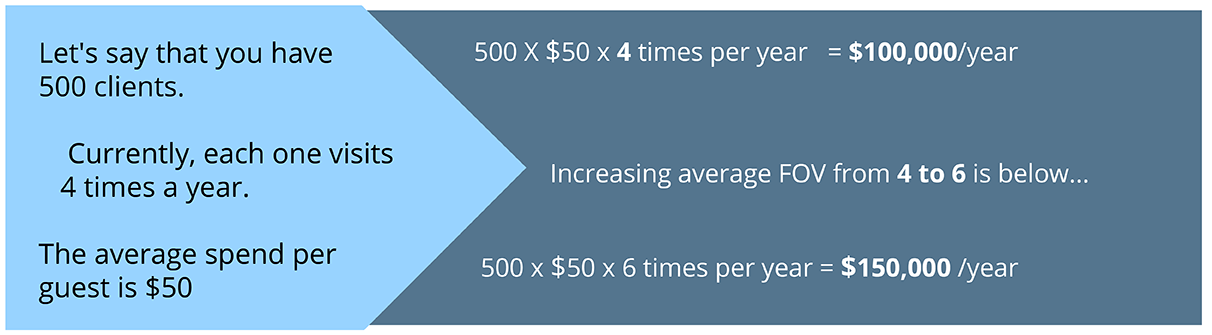 Let's say that you have
500 clients.
Currently, each one visits
4 times a year.
The average spend per
guest is $50
500 X $50 x 4 times per year = $100,000/year
Increasing average FOV from 4 to 6 is below...
500 x $50 x 6 times per year = $150,000 /year